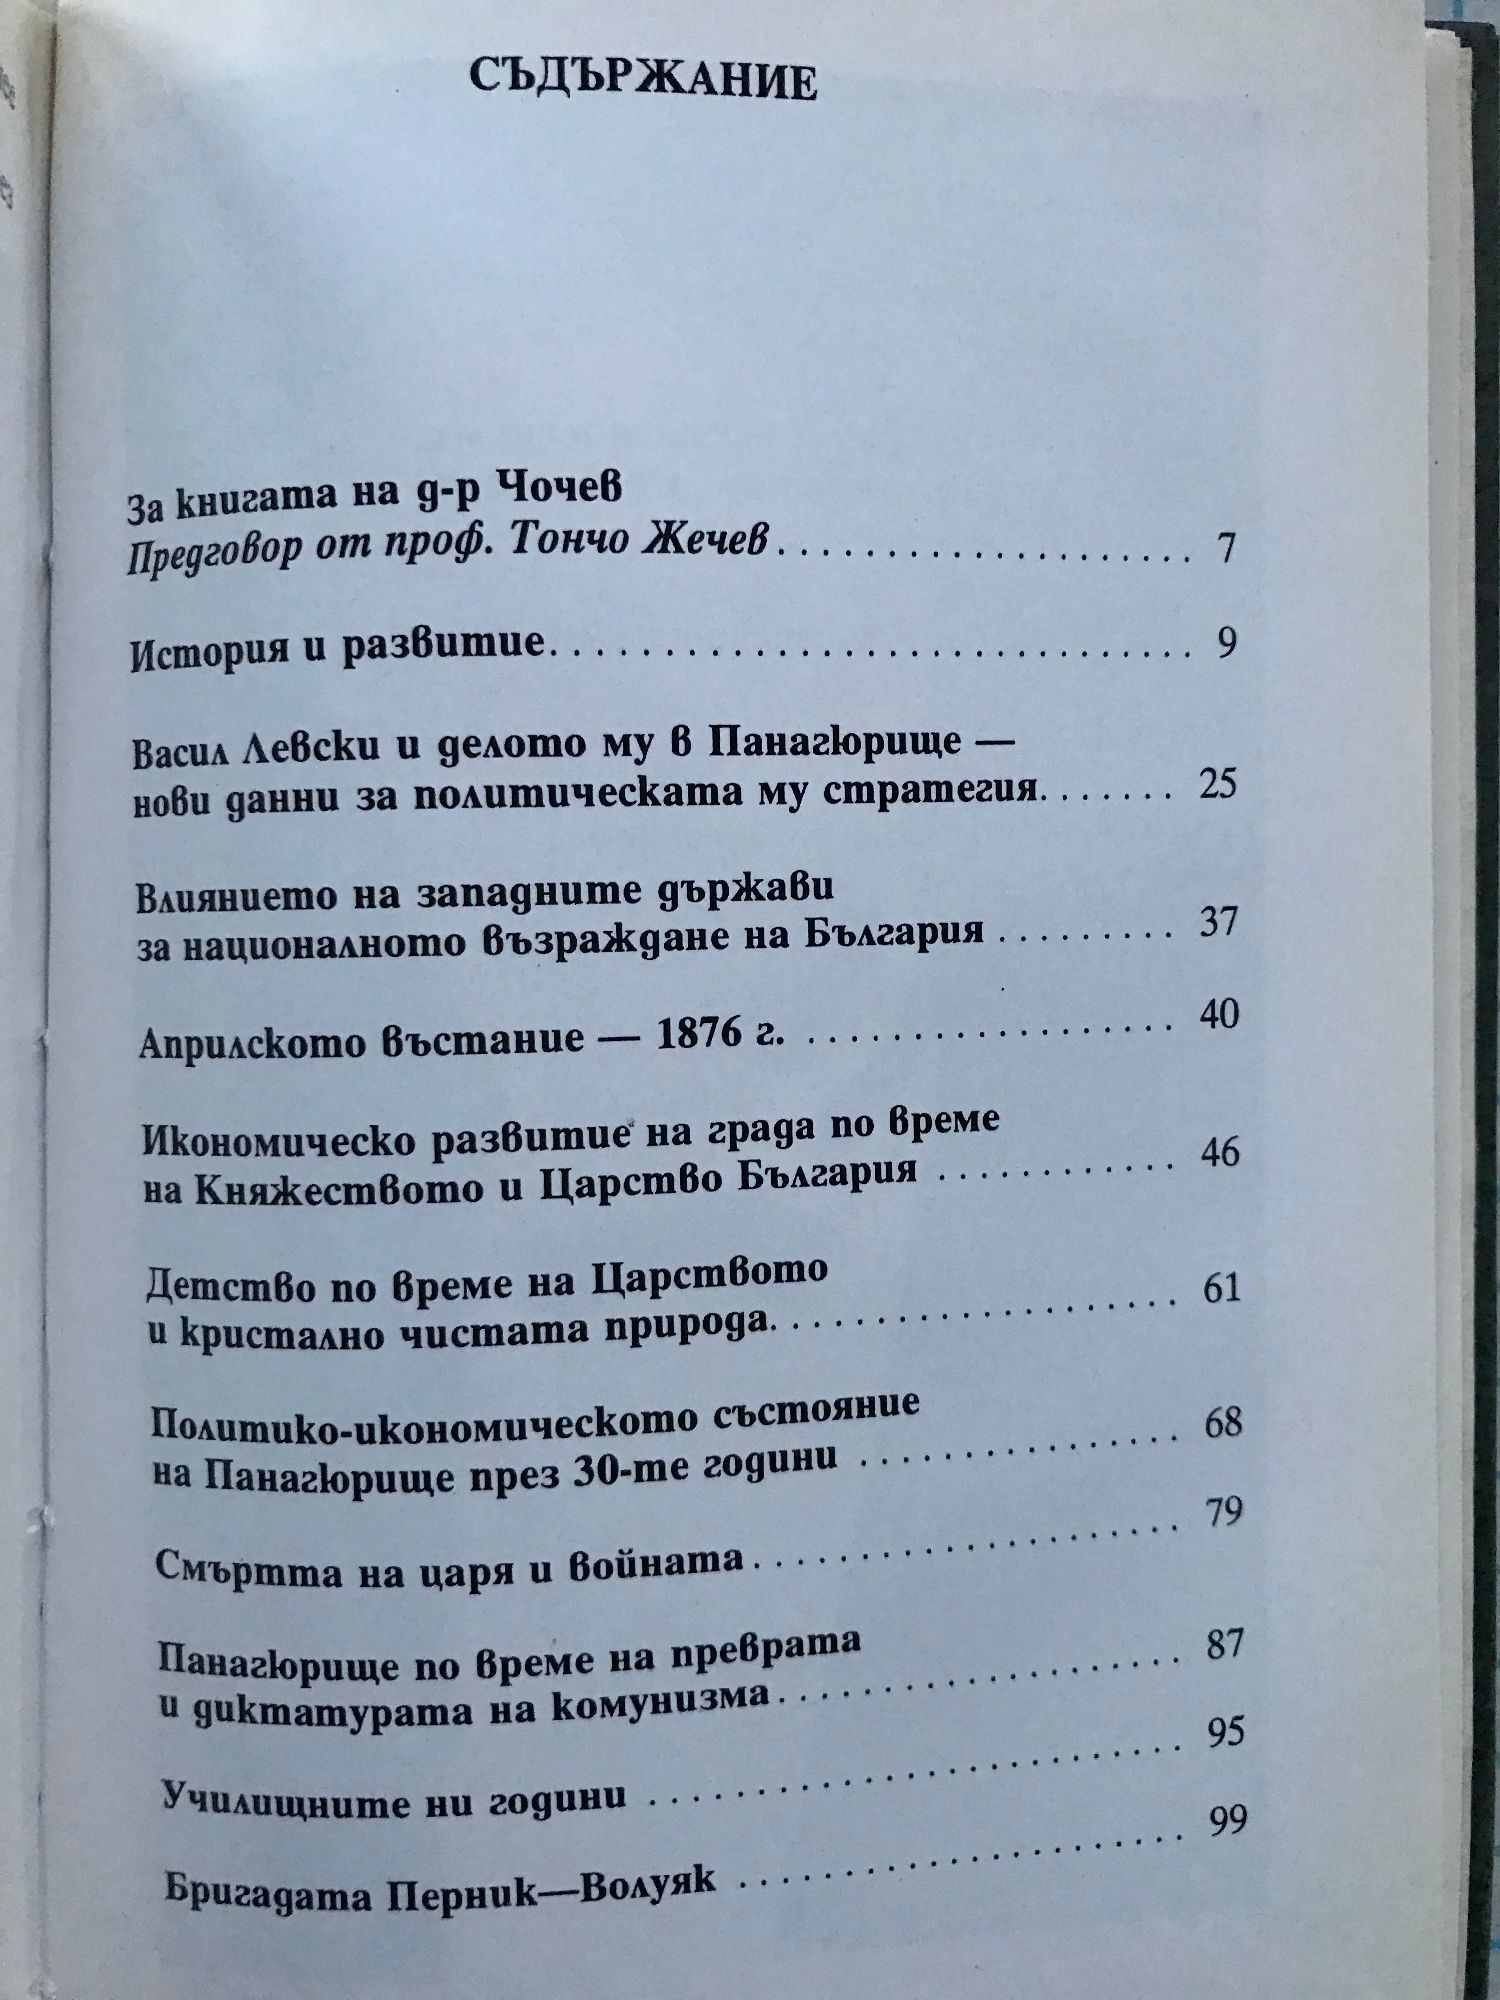 СЪДЪРЖАНИЕ
За книгата на д-р Чочев
Предговор от проф. Тончо Жечев. . . . . . . . . . . . . . . . . . . . 7
История и развитие. . . . . . . . . . . . . . . . . . . . . . . . . . . . . . . 9
Васил Левски и делото му в Панагюрище —
нови данни за политическата му стратегия. . . . . . . 25
Влиянието на западните държави
за националното възраждане на България . . . . . . . . . 37
Априлското въстание — 1876 г. . . . . . . . . . . . . . . . . . . 40
Икономическо развитие на града по време
на Княжеството и Царство България . . . . . . . . . . . . 46
Детство по време на Царството
и кристално чистата природа. . . . . . . . . . . . . . . . . . . . 61
Политико-икономическото състояние
на Панагюрище през 30-те години . . . . . . . . . . . . . . . . 68
Смъртта на царя и войната. . . . . . . . . . . . . . . . . . . . . 79
Панагюрище по време на преврата
и диктатурата на комунизма. . . . . . . . . . . . . . . . . . . . 87
Училищните ни години . . . . . . . . . . . . . . . . . . . . . . . . . . 95
Бригадата Перник—Волуяк . . . . . . . . . . . . . . . . . . . . . . 99